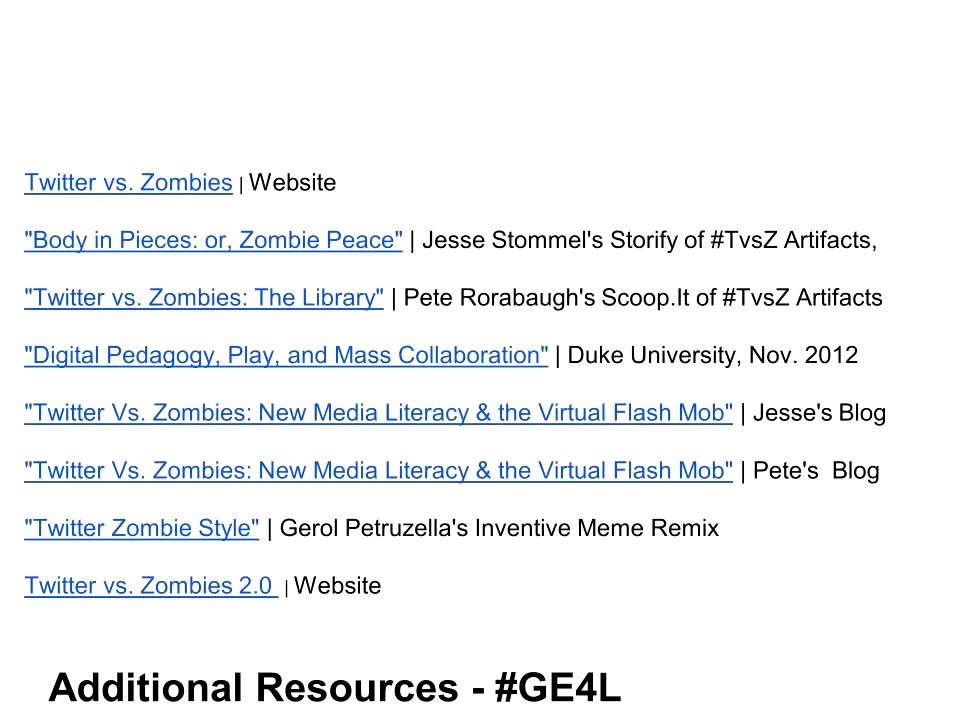 Twitter vs. Zombies | Website
"Body in Pieces: or, Zombie Peace" | Jesse Stommel's Storify of #TvsZ Artifacts,
"Twitter vs. Zombies: The Library" | Pete Rorabaugh's Scoop.It of #TvsZ Artifacts
"Digital Pedagogy, Play, and Mass Collaboration" | Duke University, Nov. 2012
"Twitter Vs. Zombies: New Media Literacy & the Virtual Flash Mob" | Jesse's Blog
"Twitter Vs. Zombies: New Media Literacy & the Virtual Flash Mob" | Pete's  Blog
"Twitter Zombie Style" | Gerol Petruzella's Inventive Meme Remix
Twitter vs. Zombies 2.0  | Website
Additional Resources - #GE4L